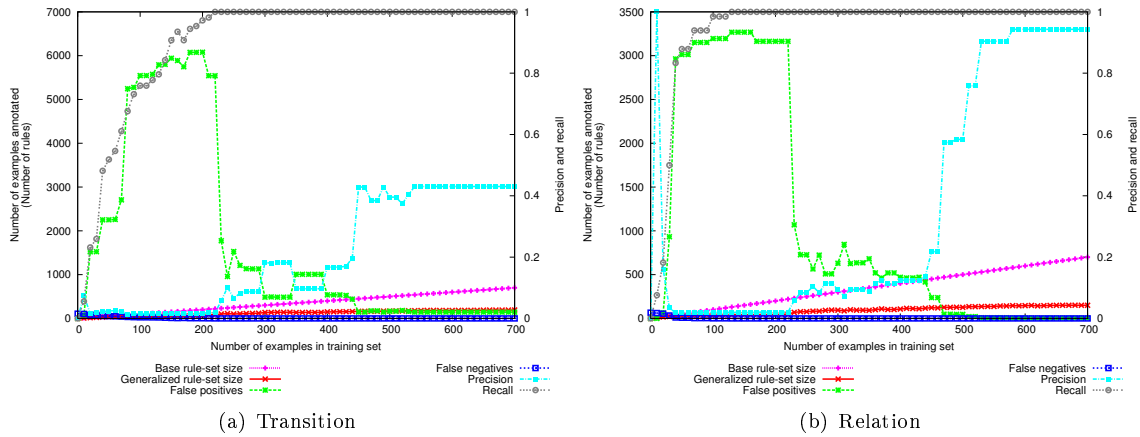 7000
6000
5000
4000
3000
2000
1000
0
1
0.8
0.6
0.4
0.2
0
0
100
200
300
400
500
600
700
Number of examples annotated
(Number of rules)
Precision and recall
Number of examples in training set
Base rule-set size
Generalized rule-set size
False positives
False negatives
Precision
Recall
(a) Transition
3500
3000
2500
2000
1500
1000
500
0
1
0.8
0.6
0.4
0.2
0
0
100
200
300
400
500
600
700
Number of examples annotated
(Number of rules)
Precision and recall
Number of examples in training set
Base rule-set size
Generalized rule-set size
False positives
False negatives
Precision
Recall
(b) Relation